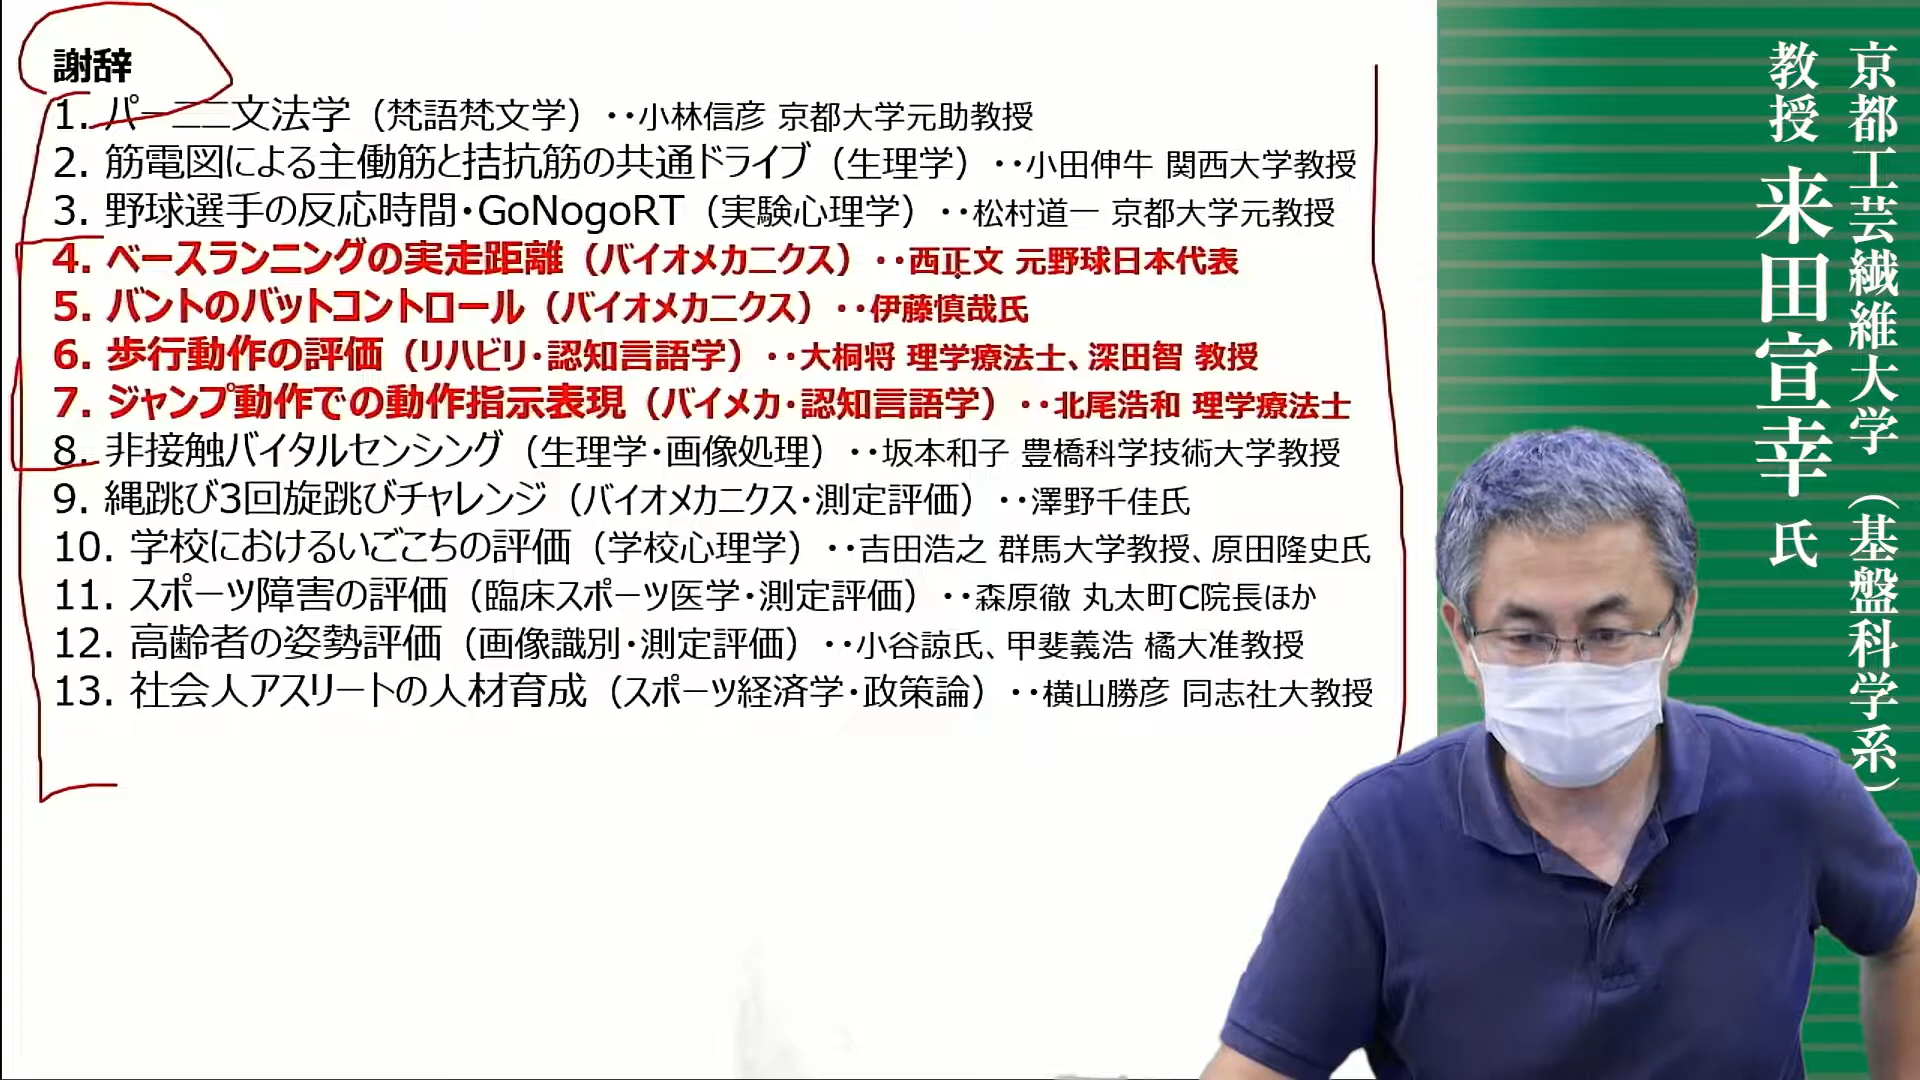 謝辞
1. パーニニ文法学（梵語梵文学）・・小林信彦 京都大学元助教授
2. 筋電図による主働筋と拮抗筋の共通ドライブ（生理学）・・小田伸午 関西大学教授
3. 野球選手の反応時間・GoNogoRT（実験心理学）・・松村道一 京都大学元教授
4. ベースランニングの実走距離（バイオメカニクス）・・西正文 元野球日本代表
5. バントのバットコントロール（バイオメカニクス）・・伊藤慎哉氏
6. 歩行動作の評価（リハビリ・認知言語学）・・大桐将 理学療法士、深田智 教授
7. ジャンプ動作での動作指示表現（バイメカ・認知言語学）・・北尾浩和 理学療法士
8. 非接触バイタルセンシング（生理学・画像処理）・・坂本和子 豊橋科学技術大学教授
9. 縄跳び3回旋跳びチャレンジ（バイオメカニクス・測定評価）・・澤野千佳氏
10. 学校におけるいごこちの評価（学校心理学）・・吉田浩之 群馬大学教授、原田隆史氏
11. スポーツ障害の評価（臨床スポーツ医学・測定評価）・・森原徹 丸太町C院長ほか
12. 高齢者の姿勢評価（画像識別・測定評価）・・小谷諒氏、甲斐義浩 橘大准教授
13. 社会人アスリートの人材育成（スポーツ経済学・政策論）・・横山勝彦 同志社大教授
京都工芸繊維大学（基盤科学系）
教授 来田宣幸 氏